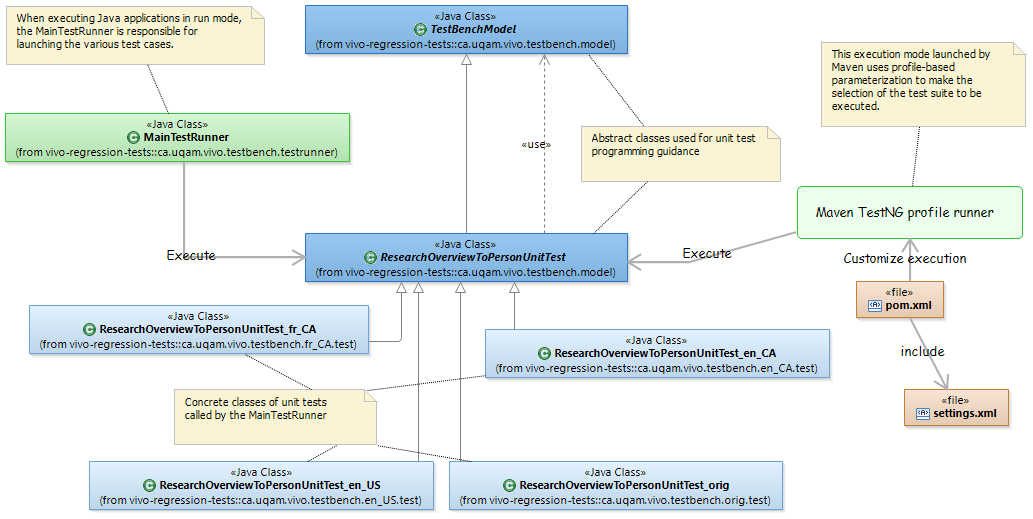 When executing Java applications in run mode,
the MainTestRunner is responsible for
launching the various test cases.
«Java Class»
TestBenchModel
(from vivo-regression-tests::ca.uqam.vivo.testbench.model)
This execution mode launched by
Maven uses profile-based
parameterization to make the
selection of the test suite to be
executed.
«Java Class»
MainTestRunner
(from vivo-regression-tests::ca.uqam.vivo.testbench.testrunner)
«use»
Abstract classes used for unit test
programming guidance
Maven TestNG profile runner
Execute
«Java Class»
ResearchOverviewToPersonUnitTest
(from vivo-regression-tests::ca.uqam.vivo.testbench.model)
Execute
Customize execution
«file»
pom.xml
«Java Class»
ResearchOverviewToPersonUnitTest_fr_CA
(from vivo-regression-tests::ca.uqam.vivo.testbench.fr_CA.test)
«Java Class»
ResearchOverviewToPersonUnitTest_en_CA
(from vivo-regression-tests::ca.uqam.vivo.testbench.en_CA.test)
include
Concrete classes of unit tests
called by the MainTestRunner
«file»
settings.xml
«Java Class»
ResearchOverviewToPersonUnitTest_en_US
(from vivo-regression-tests::ca.uqam.vivo.testbench.en_US.test)
«Java Class»
ResearchOverviewToPersonUnitTest_orig
(from vivo-regression-tests::ca.uqam.vivo.testbench.orig.test)